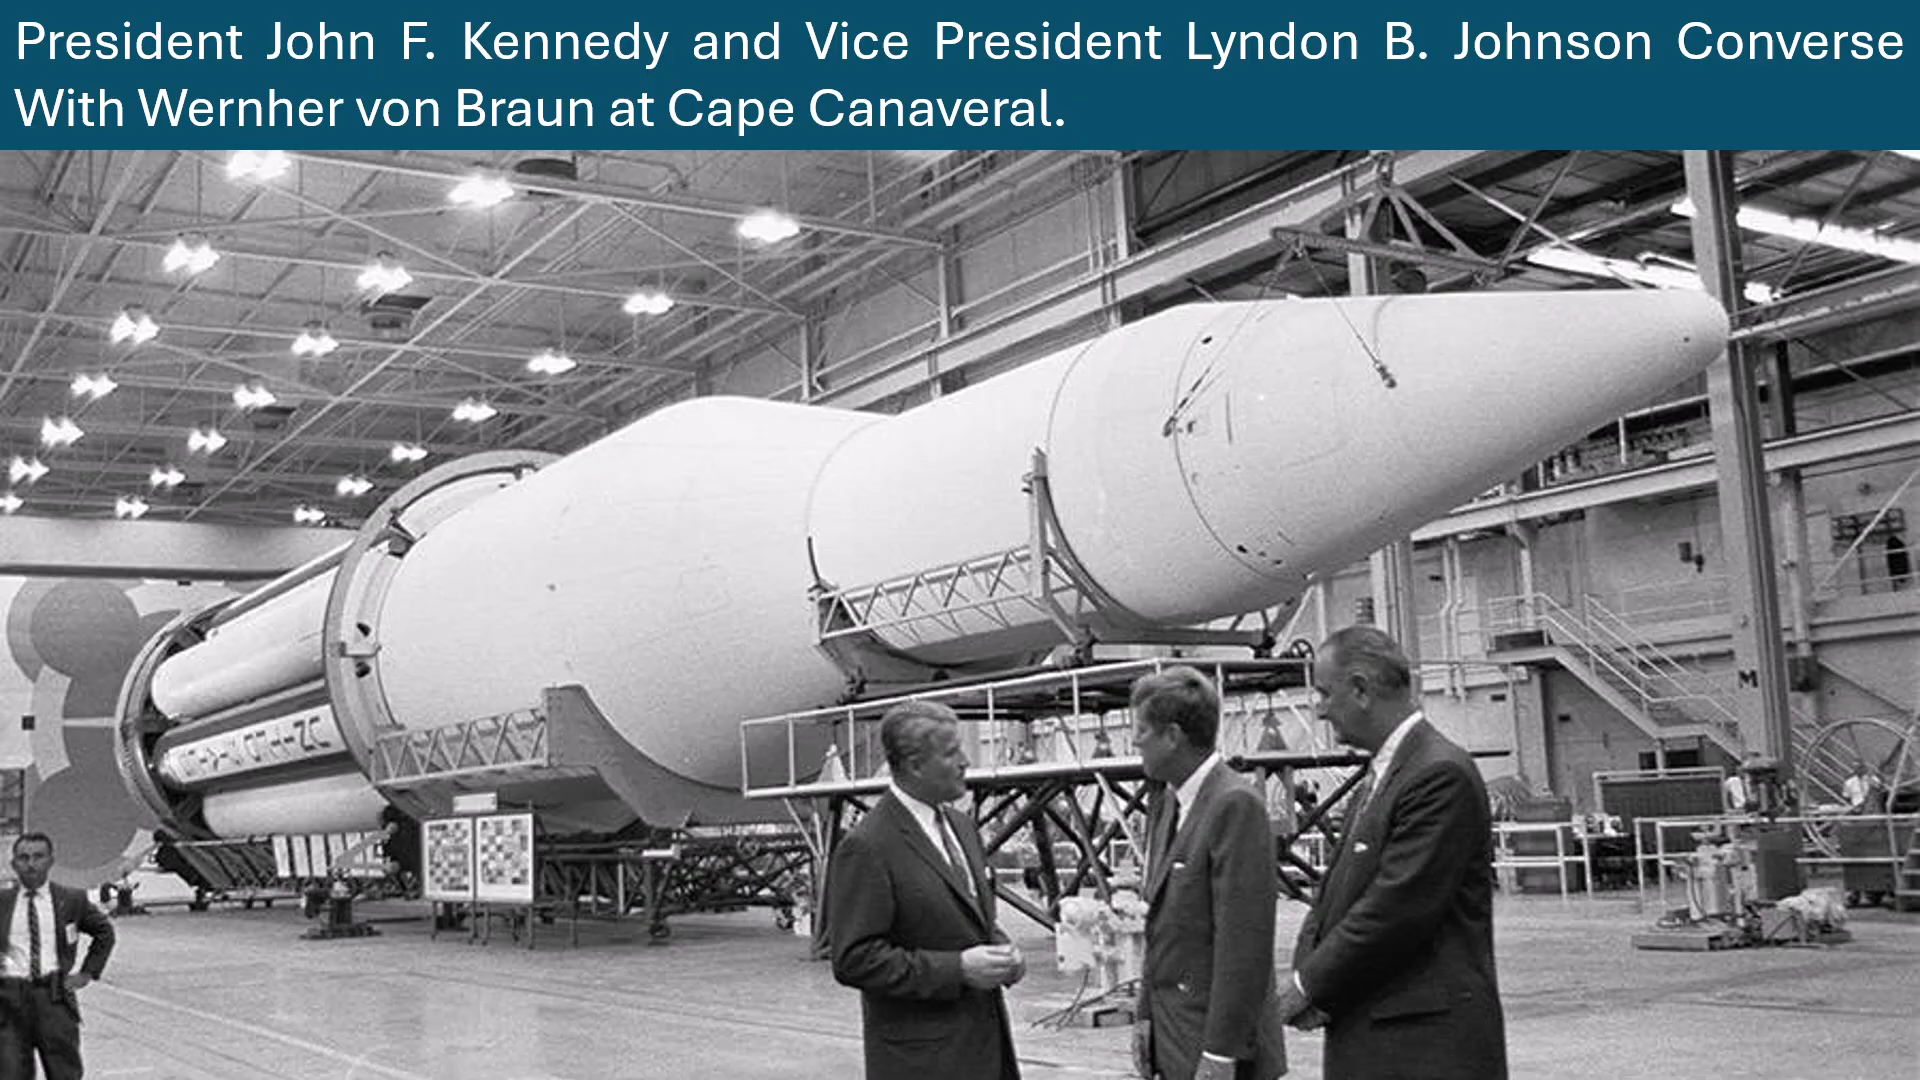 President John F. Kennedy and Vice President Lyndon B. Johnson Converse
With Wernher von Braun at Cape Canaveral.
M